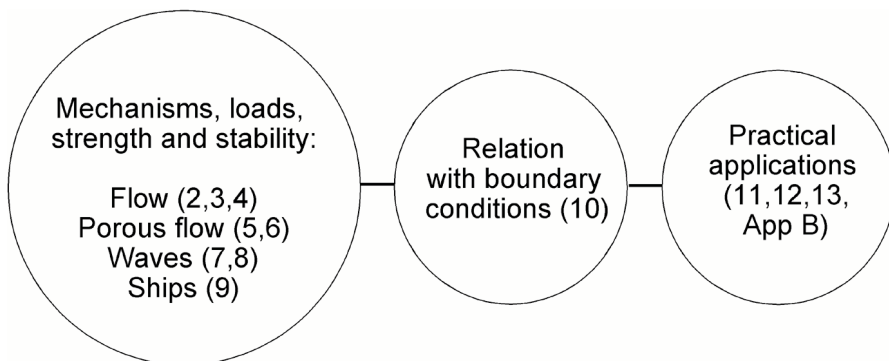 Mechanisms, loads,
strength and stability:
Flow (2,3,4)
Porous flow (5,6)
Waves (7,8)
Ships (9)
Relation
with boundary
conditions (10)
Practical
applications
(11,12,13,
App B)